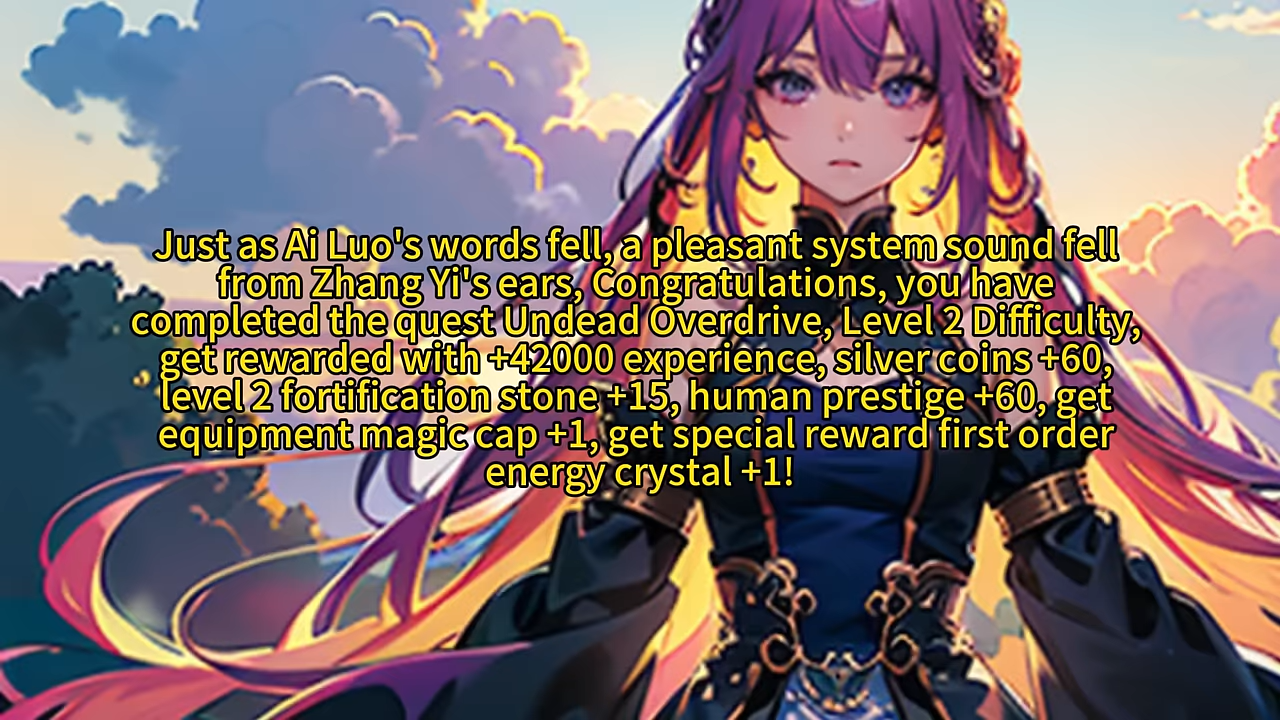 Just as Ai Luo's words fell, a pleasant system sound fell
from Zhang Yi's ears, Congratulations, you have
completed the quest Undead Overdrive, Level 2 Difficulty,
get rewarded with +42000 experience, silver coins +60,
level 2 fortification stone +15, human prestige +60, get
equipment magic cap +1, get special reward first order
energy crystal +1!